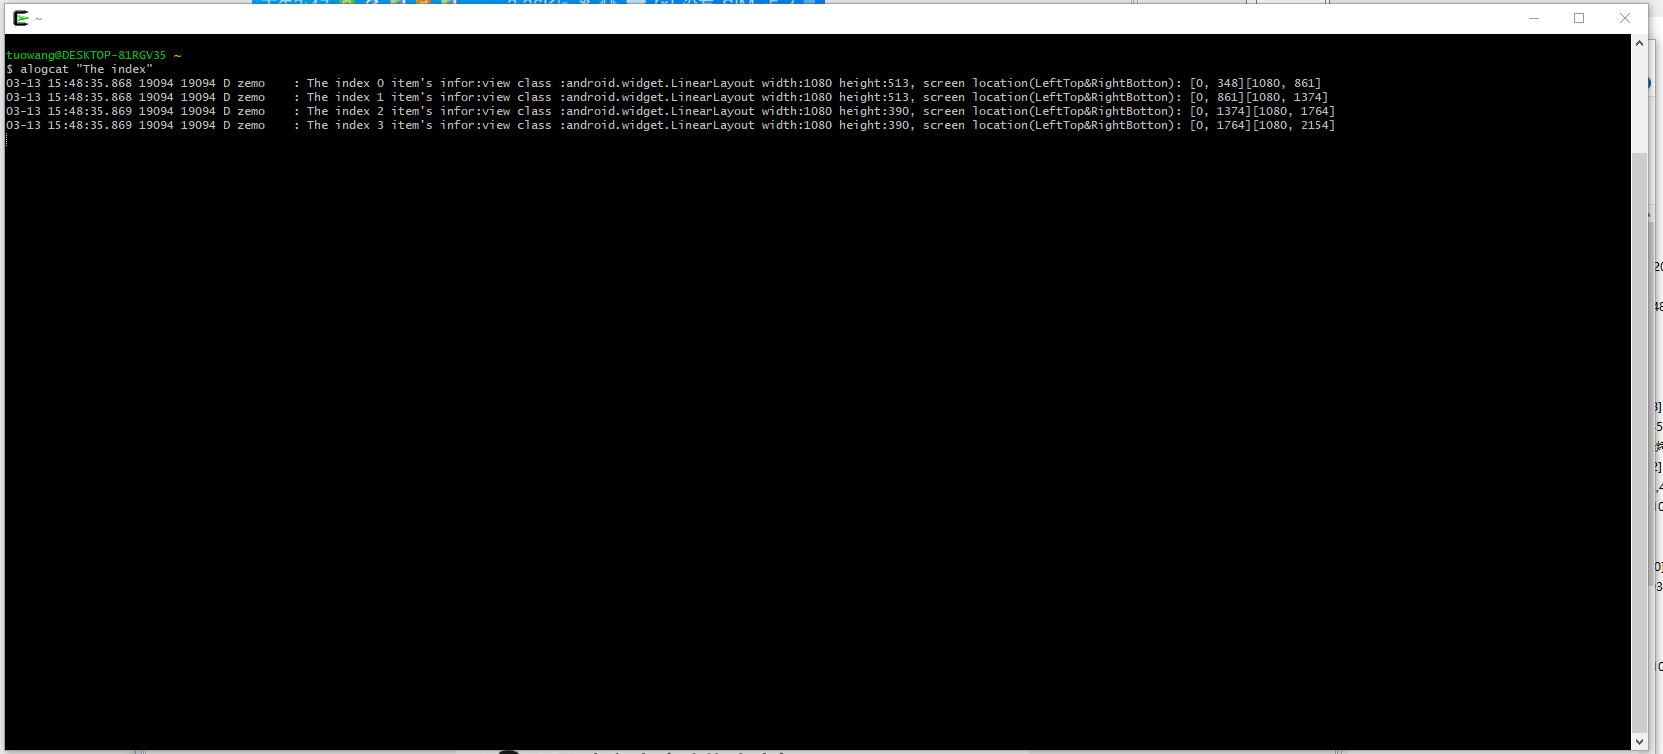 ~
tuowang@DESKTOP-81RGV35 ~
$ alogcat "The index"
03-13 15:48:35.868 19094 19094 D zemo    : The index 0 item's infor:view class :android.widget.LinearLayout width:1080 height:513, screen location(LeftTop&RightBotton): [0, 348][1080, 861]
03-13 15:48:35.868 19094 19094 D zemo    : The index 1 item's infor:view class :android.widget.LinearLayout width:1080 height:513, screen location(LeftTop&RightBotton): [0, 861][1080, 1374]
03-13 15:48:35.869 19094 19094 D zemo    : The index 2 item's infor:view class :android.widget.LinearLayout width:1080 height:390, screen location(LeftTop&RightBotton): [0, 1374][1080, 1764]
03-13 15:48:35.869 19094 19094 D zemo    : The index 3 item's infor:view class :android.widget.LinearLayout width:1080 height:390, screen location(LeftTop&RightBotton): [0, 1764][1080, 2154]